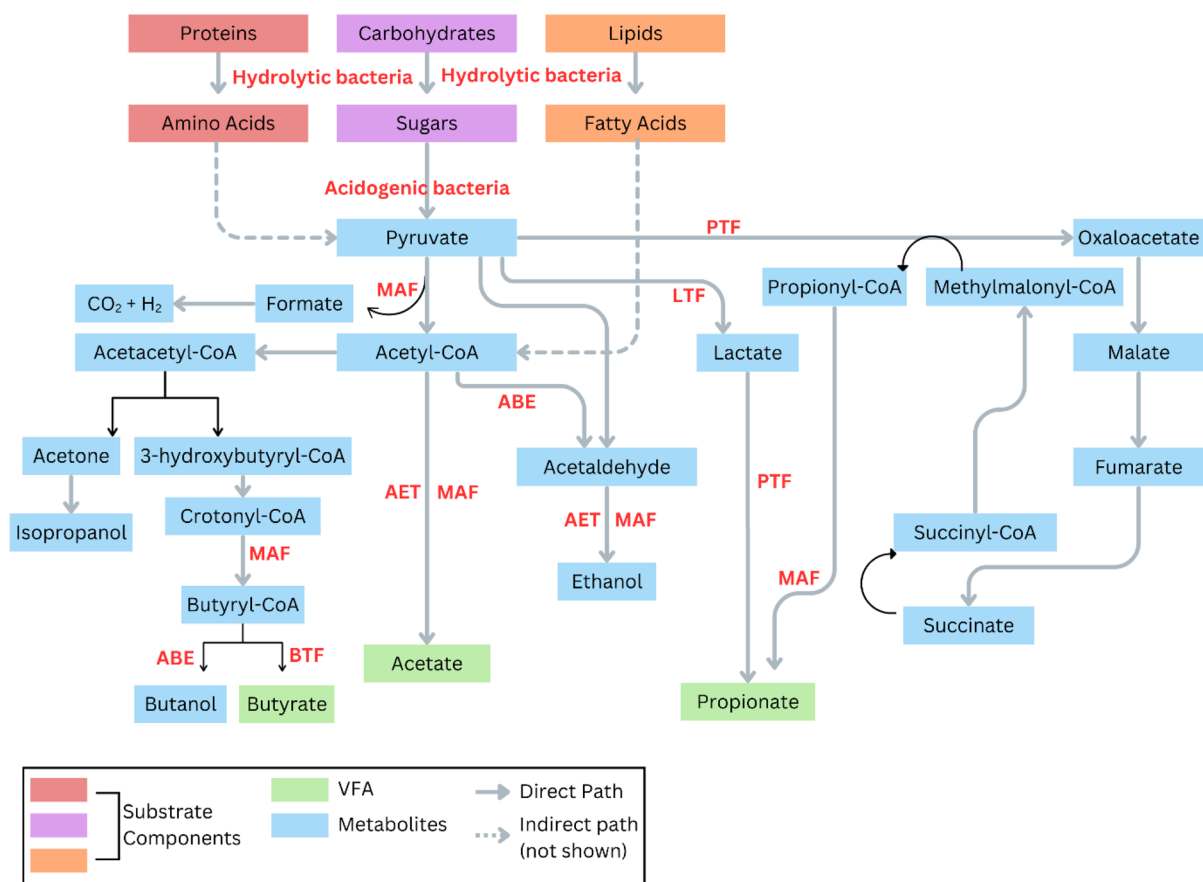 Proteins
Carbohydrates
Lipids
Hydrolytic bacteria
Hydrolytic bacteria
Amino Acids
Sugars
Fatty Acids
Acidogenic bacteria
Pyruvate
PTF
Oxaloacetate
CO₂ + H₂
Formate
MAF
LTF
Propionyl-CoA
Methylmalonyl-CoA
Acetacetyl-CoA
Acetyl-CoA
Lactate
Malate
ABE
Acetone
3-hydroxybutyryl-CoA
Acetaldehyde
Fumarate
AET
MAF
PTF
Isopropanol
Crotonyl-CoA
AET
MAF
Succinyl-CoA
MAF
Ethanol
MAF
Butyryl-CoA
Succinate
ABE
BTF
Acetate
Butanol
Butyrate
Propionate
Substrate
Components
VFA
Metabolites
Direct Path
Indirect path
(not shown)